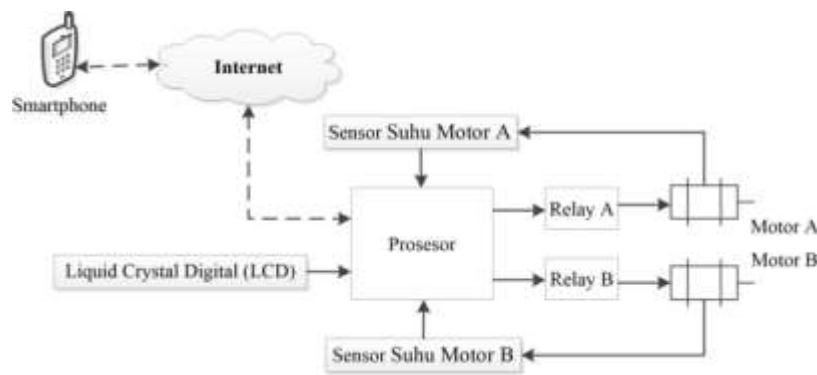 Internet
Smartphone
Sensor Suhu Motor A
Relay A
Motor A
Prosesor
Motor B
Liquid Crystal Digital (LCD)
Relay B
Sensor Suhu Motor B